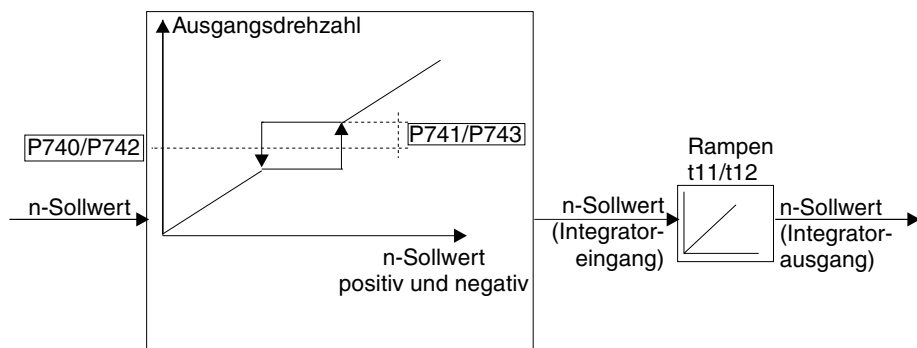 Ausgangsdrehzahl
P740/P742
P741/P743
n-Sollwert
n-Sollwert
positiv und negativ
n-Sollwert
(Integrator-
eingang)
Rampen
t11/t12
n-Sollwert
(Integrator-
ausgang)